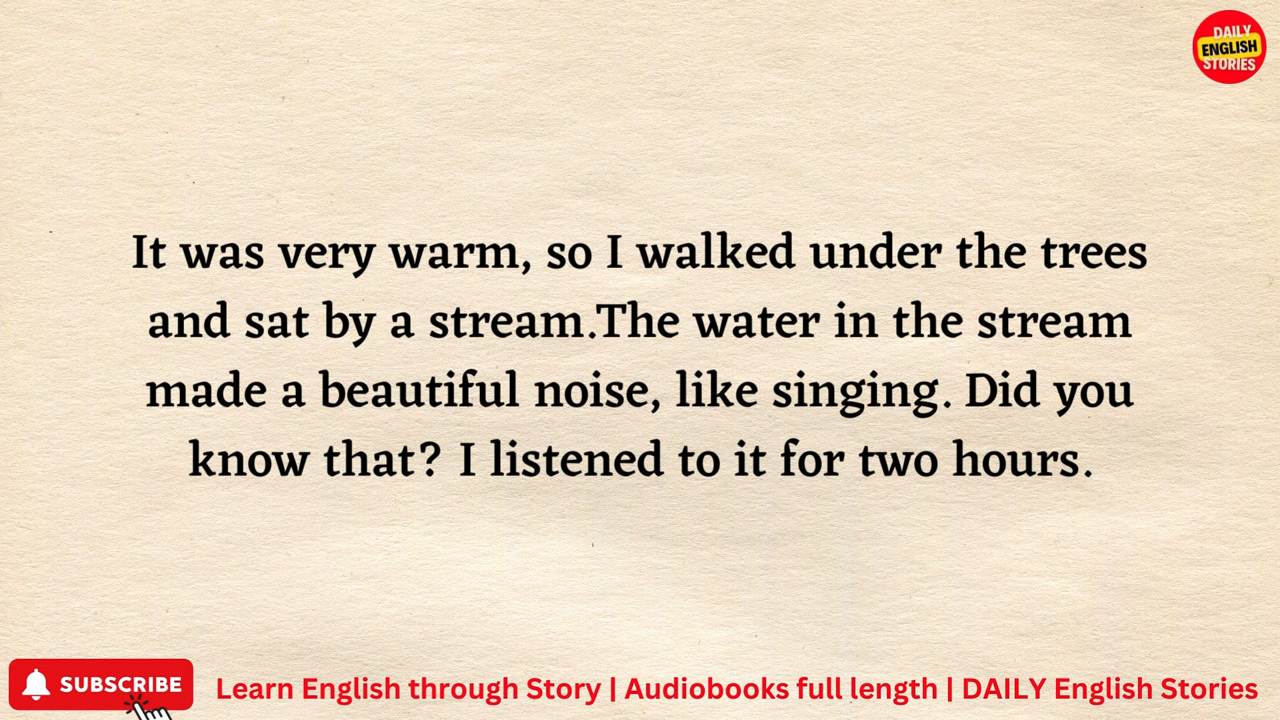 DAILY
ENGLISH
STORIES
It was very warm, so I walked under the trees
and sat by a stream.The water in the stream
made a beautiful noise, like singing. Did you
know that? I listened to it for two hours.
SUBSCRIBE
Learn English through Story | Audiobooks full length | DAILY English Stories